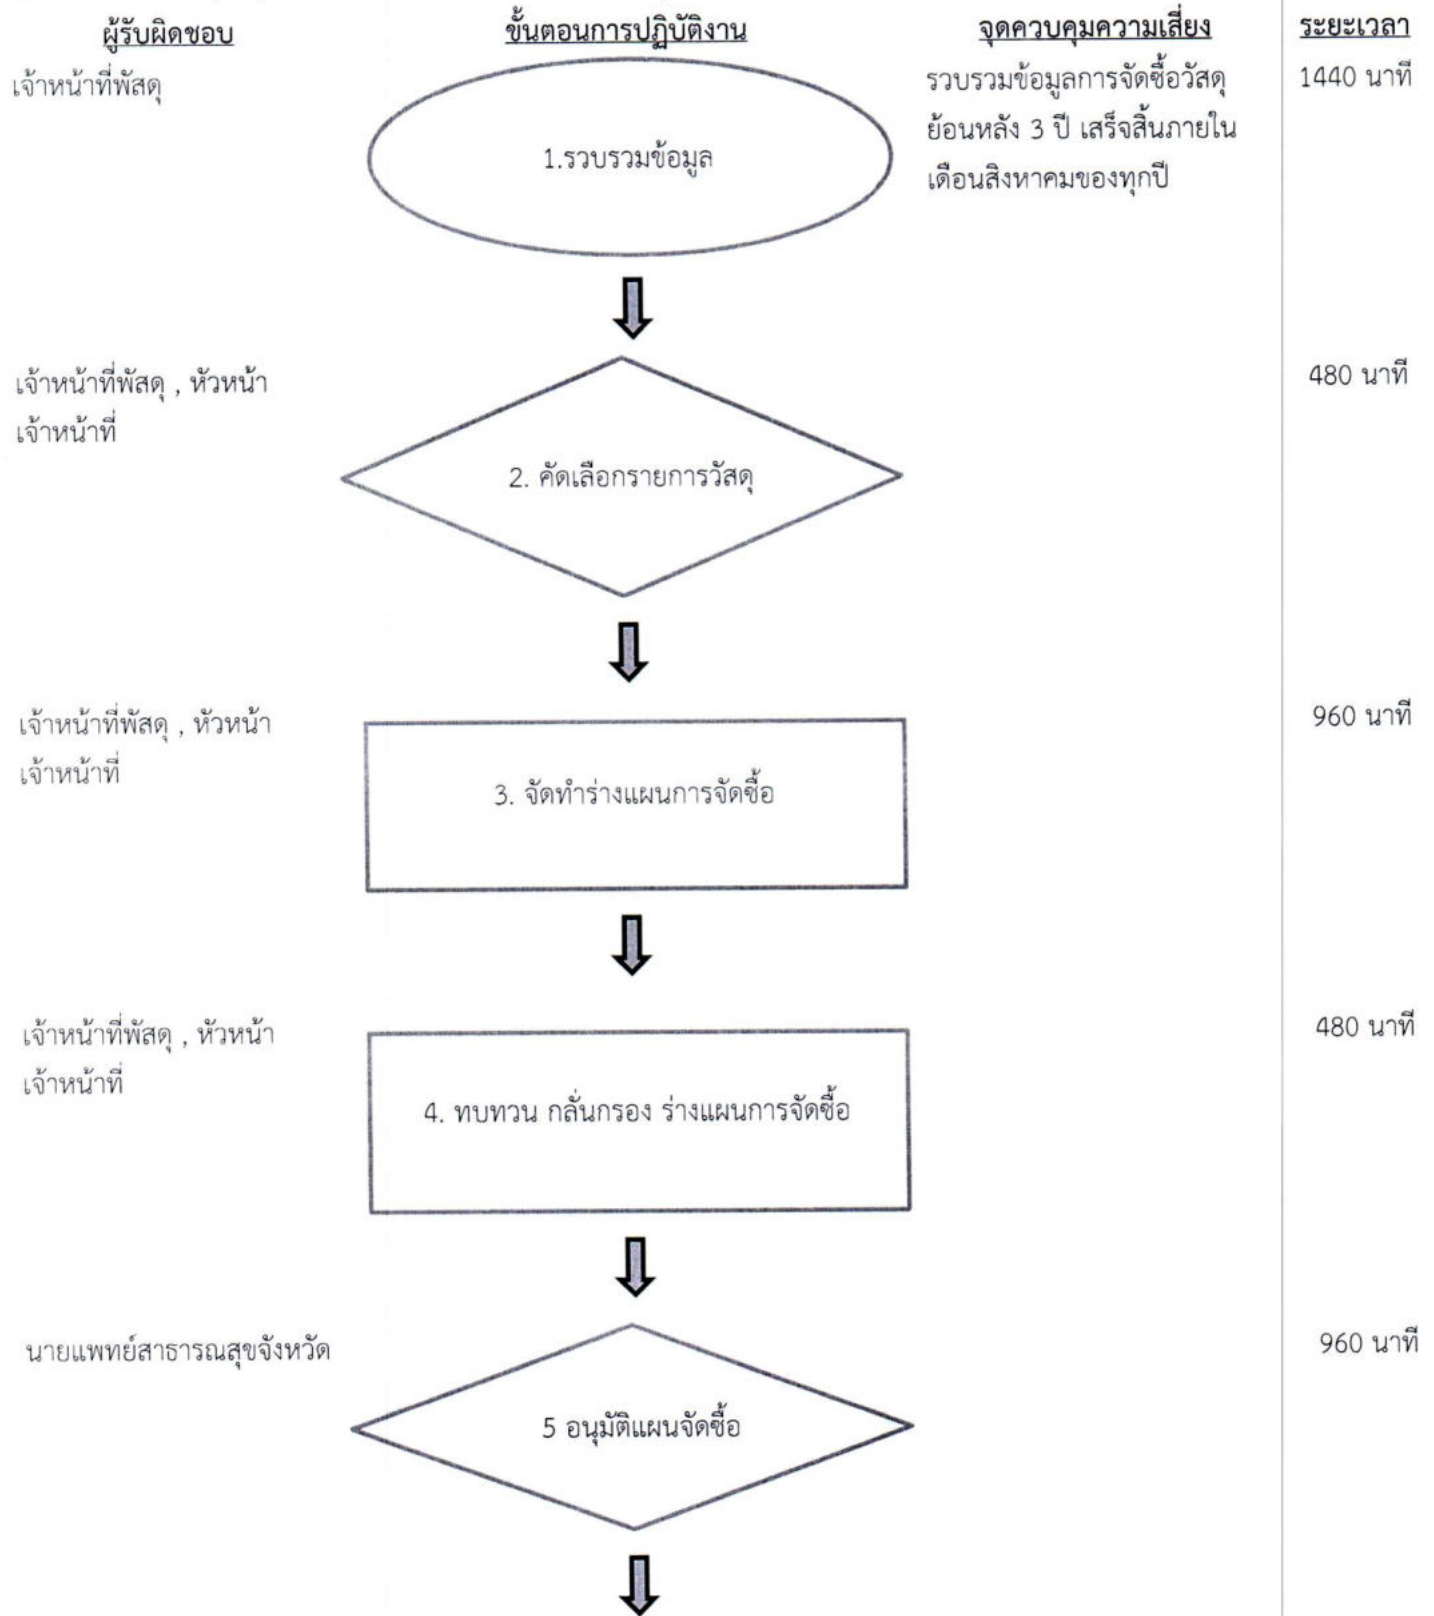 ผู้รับผิดชอบ ขั้นตอนการปฏิบัติงาน จุดควบคุมความเสี่ยง ระยะเวลา
เจ้าหน้าที่พัสดุ
1.รวบรวมข้อมูล
รวบรวมข้อมูลการจัดซื้อวัสดุ
ย้อนหลัง 3 ปี เสร็จสิ้นภายใน
เดือนสิงหาคมของทุกปี
1440 นาที
เจ้าหน้าที่พัสดุ , หัวหน้า
เจ้าหน้าที่
2. คัดเลือกรายการวัสดุ
480 นาที
เจ้าหน้าที่พัสดุ , หัวหน้า
เจ้าหน้าที่
3. จัดทำร่างแผนการจัดซื้อ
960 นาที
เจ้าหน้าที่พัสดุ , หัวหน้า
เจ้าหน้าที่
4. ทบทวน กลั่นกรอง ร่างแผนการจัดซื้อ
480 นาที
นายแพทย์สาธารณสุขจังหวัด
5 อนุมัติแผนจัดซื้อ
960 นาที